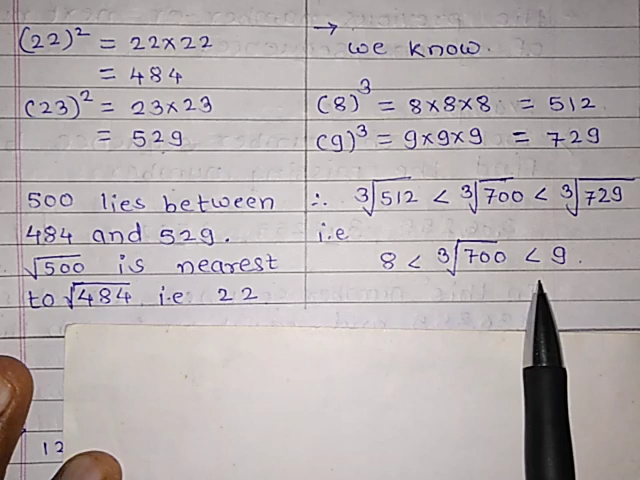 (22)² = 22×22
= 484
(23)² = 23×23
= 529
500 lies between
484 and 529.
√500 is nearest
to √484 i.e 22
→ we know.
(8)³ = 8×8×8 = 512
(9)³ = 9×9×9 = 729
∴ ∛512 < ∛700 < ∛729
i.e
8 < ∛700 < 9.
12